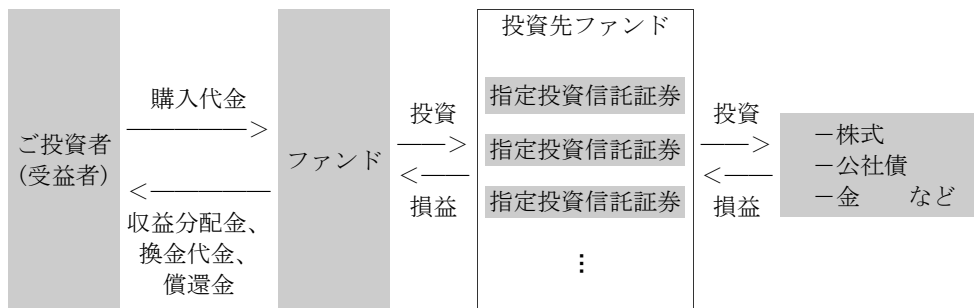 ご投資者
(受益者)
購入代金
―――――>
<―――――
収益分配金、
換金代金、
償還金
ファンド
投資
――>
<――
損益
投資先ファンド
指定投資信託証券
指定投資信託証券
指定投資信託証券
⋮
投資
――>
<――
損益
－株式
－公社債
－金　　など